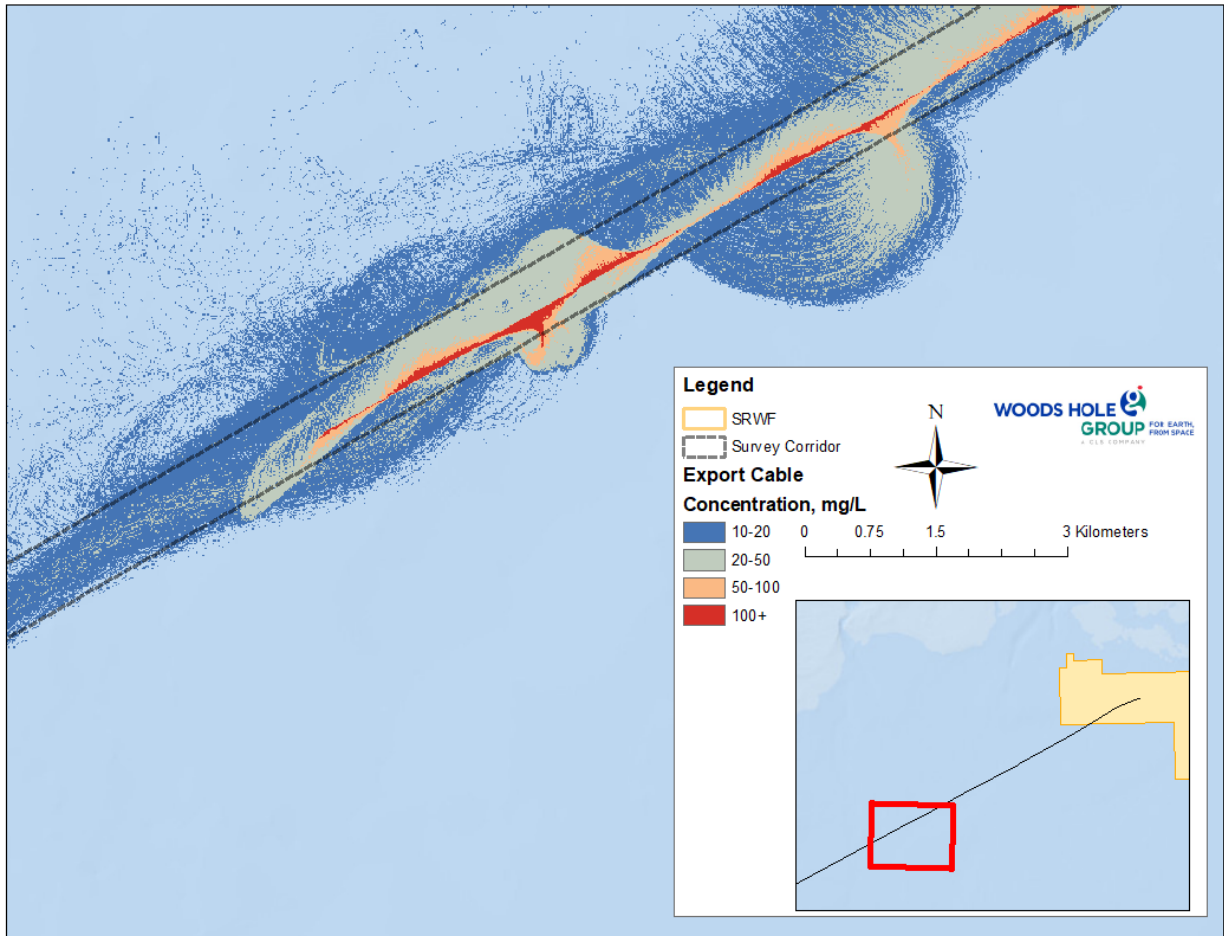 Legend
SRWF
Survey Corridor
Export Cable
Concentration, mg/L
10-20
20-50
50-100
100+
N
WOODS HOLE
GROUP
FOR EARTH,
FROM SPACE
A CLS COMPANY
0 0.75 1.5 3 Kilometers